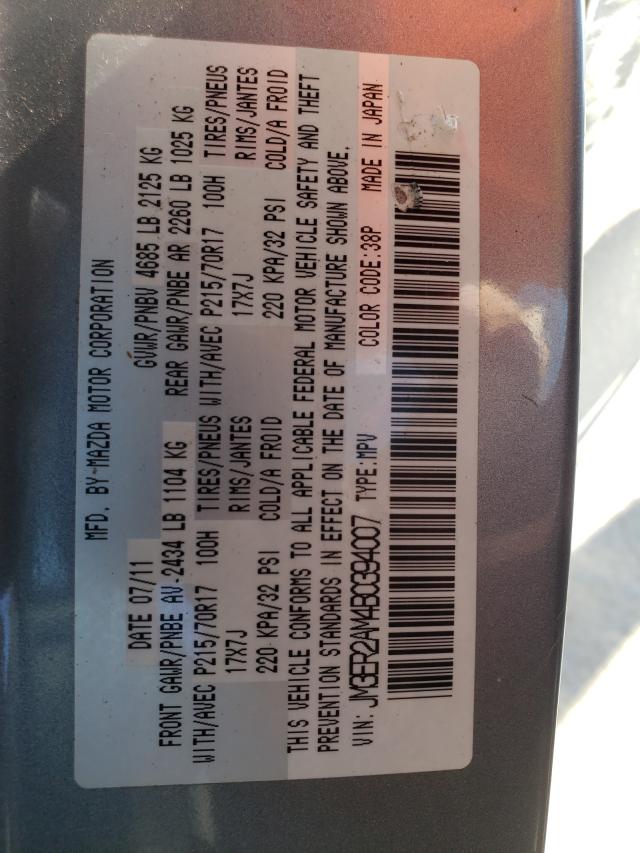 MFD. BY MAZDA MOTOR CORPORATION
DATE 07/11 GVWR/PNBV 4685 LB 2125 KG
FRONT GAWR/PNBE AV 2434 LB 1104 KG REAR GAWR/PNBE AR 2260 LB 1025 KG
WITH/AVEC P215/70R17 100H TIRES/PNEUS WITH/AVEC P215/70R17 100H TIRES/PNEUS
17X7J RIMS/JANTES 17X7J RIMS/JANTES
220 KPA/32 PSI COLD/A FROID 220 KPA/32 PSI COLD/A FROID
THIS VEHICLE CONFORMS TO ALL APPLICABLE FEDERAL MOTOR VEHICLE SAFETY AND THEFT
PREVENTION STANDARDS IN EFFECT ON THE DATE OF MANUFACTURE SHOWN ABOVE.
VIN: JM3ER2AM4B0394007 TYPE:MPV COLOR CODE:38P MADE IN JAPAN